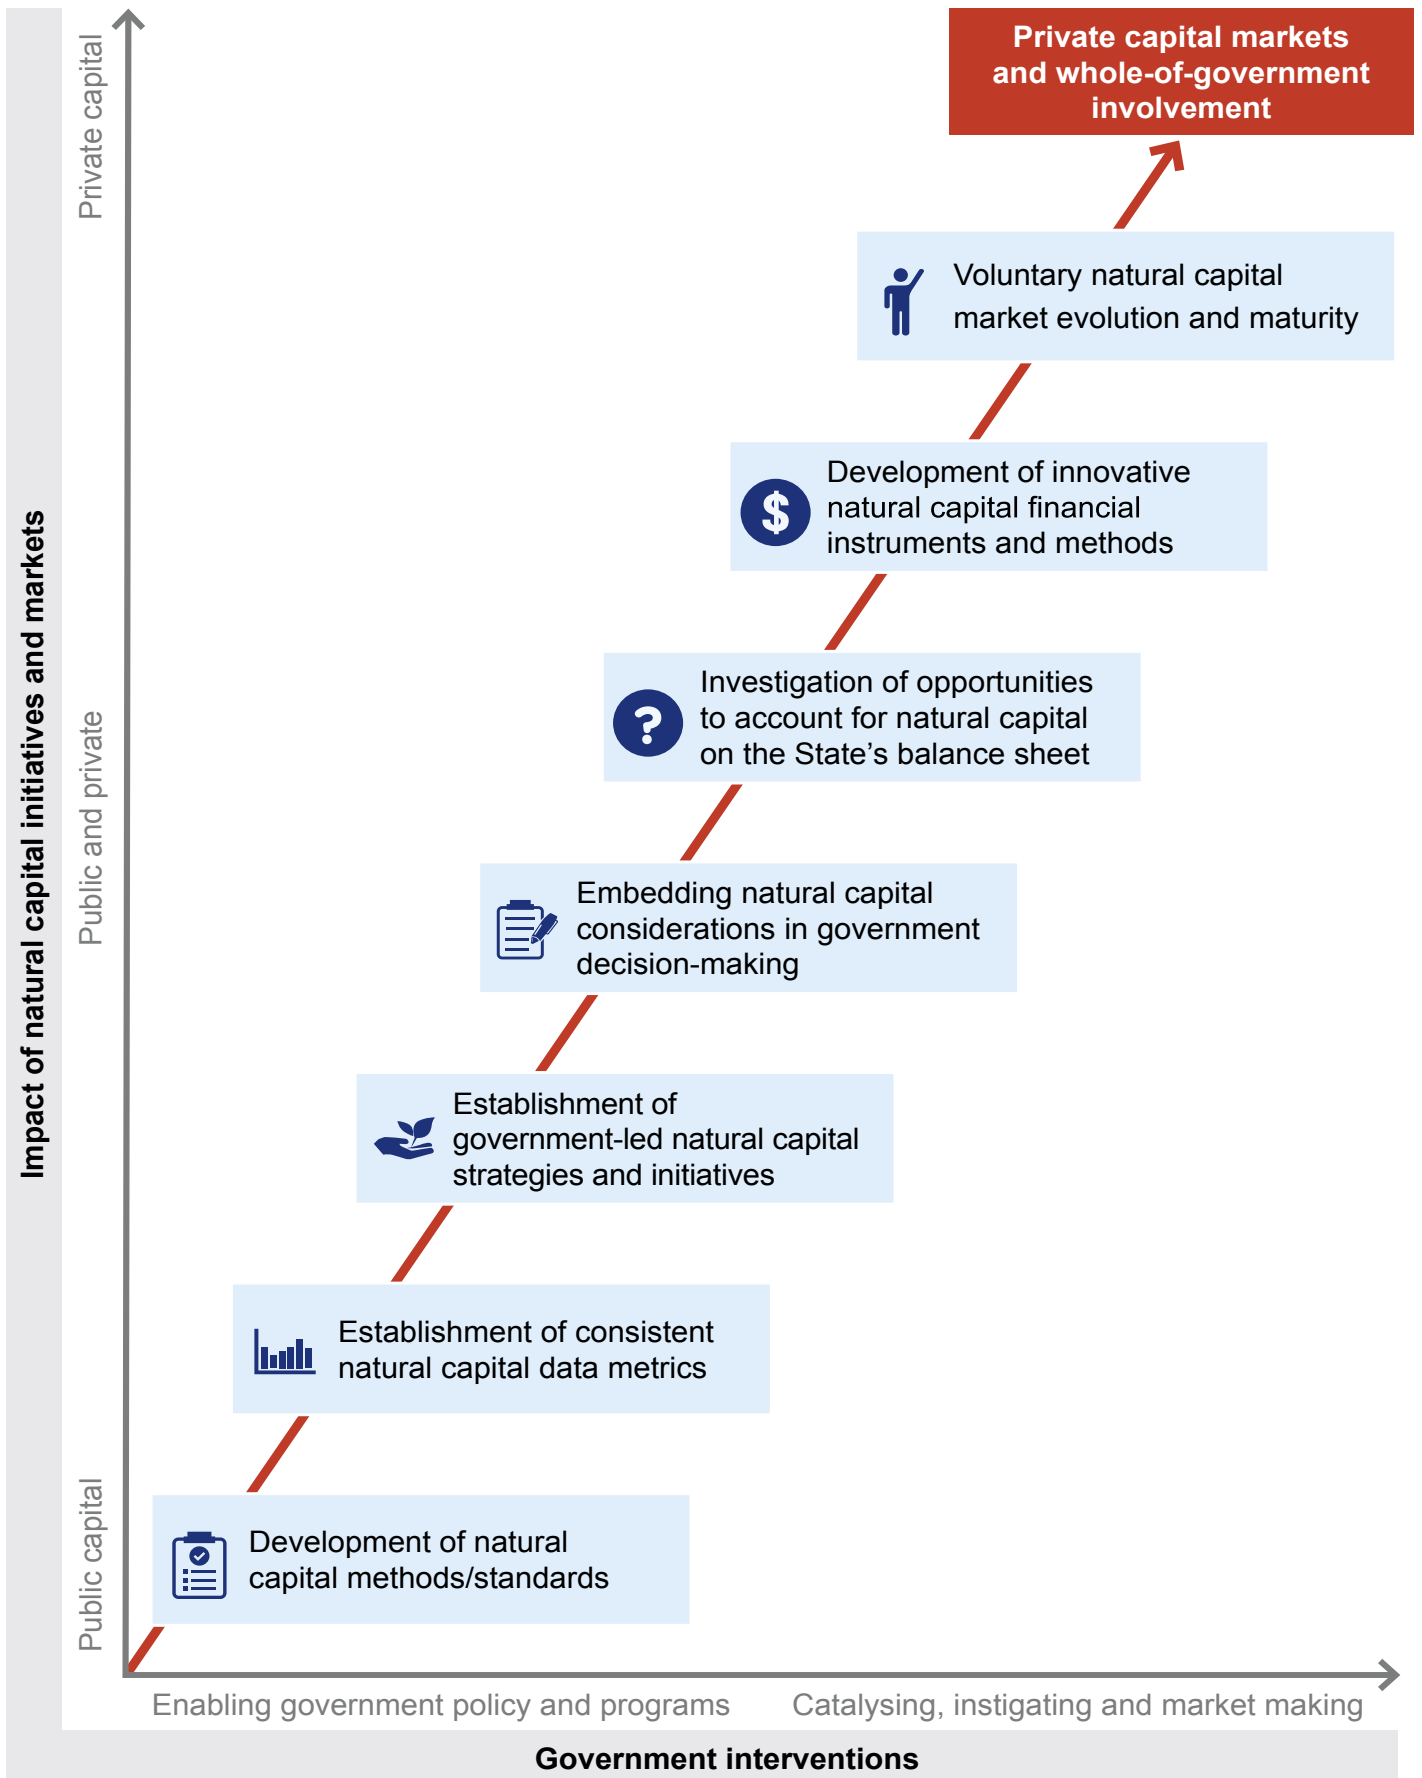 Private capital markets
and whole-of-government
involvement
Voluntary natural capital
market evolution and maturity
$
Development of innovative
natural capital financial
instruments and methods
?
Investigation of opportunities
to account for natural capital
on the State’s balance sheet
Embedding natural capital
considerations in government
decision-making
Establishment of
government-led natural capital
strategies and initiatives
Establishment of consistent
natural capital data metrics
Development of natural
capital methods/standards
Impact of natural capital initiatives and markets
Private capital
Public and private
Public capital
Enabling government policy and programs
Catalysing, instigating and market making
Government interventions